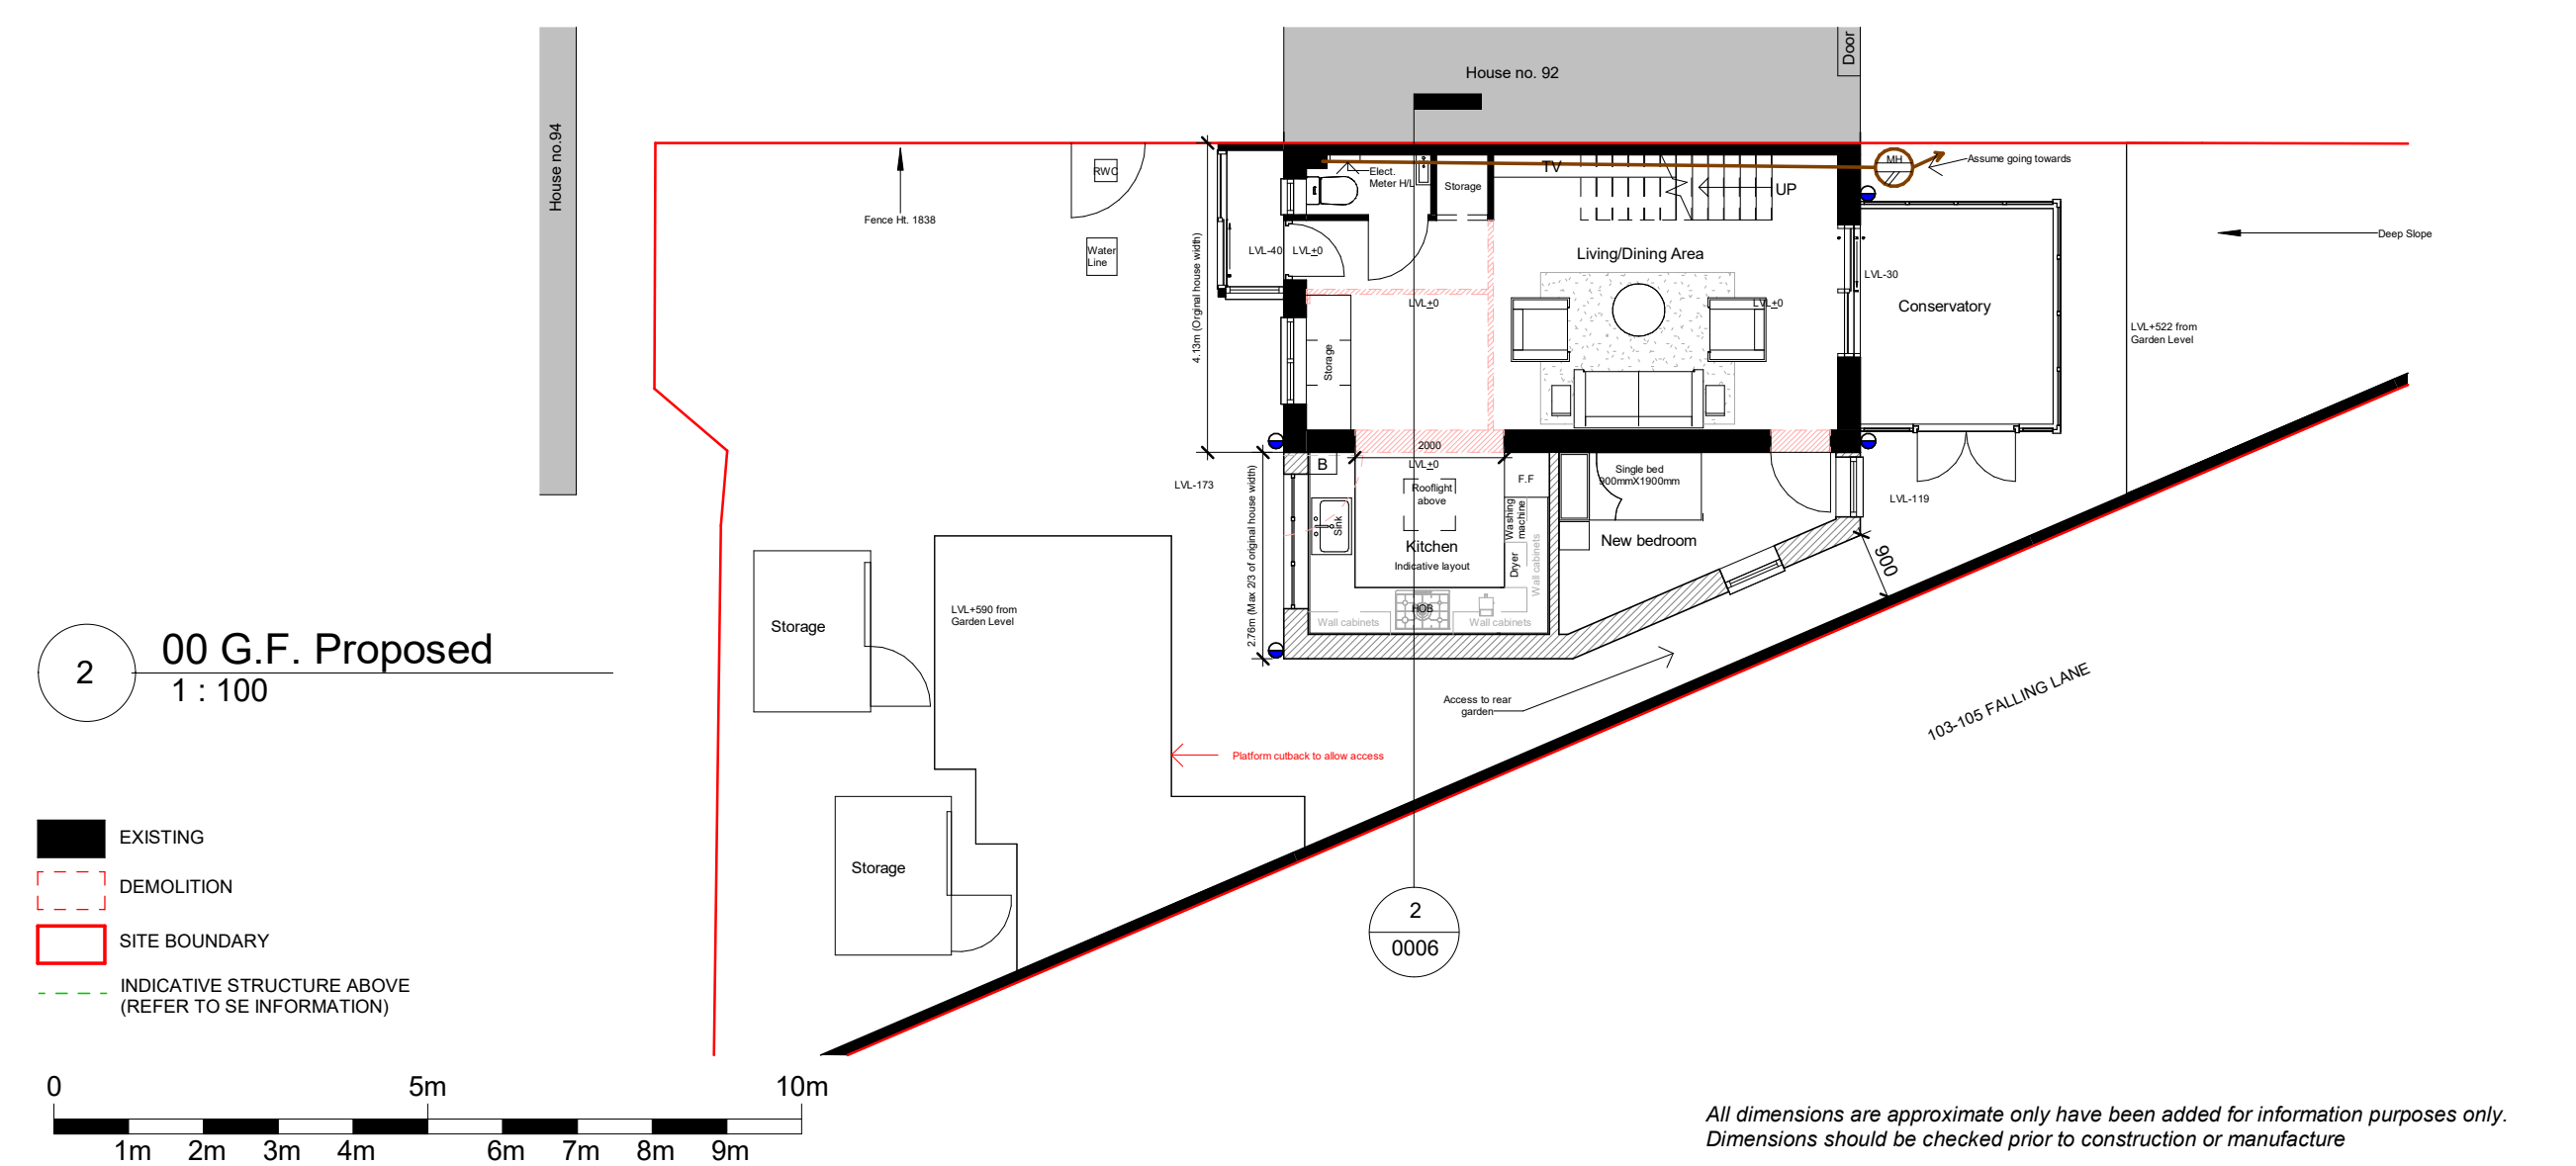 House no. 92
Door
House no.94
RWC
Fence Ht. 1838
Water
Line
Elect.
Meter H/L
Storage
TV
UP
MH
Assume going towards
Deep Slope
4.13m (Orginal house width)
LVL-40
LVL±0
Living/Dining Area
LVL-30
LVL±0
LVL±0
Conservatory
LVL+522 from
Garden Level
Storage
2000
LVL±0
B
LVL-173
2.76m (Max 2/3 of original house width)
Rooflight
above
F.F
Single bed
900mmX1900mm
LVL-119
Sink
Washing
machine
Kitchen
Indicative layout
Dryer
Wall cabinets
New bedroom
900
HOB
Wall cabinets
Wall cabinets
LVL+590 from
Garden Level
Storage
Access to rear
garden
103-105 FALLING LANE
Platform cutback to allow access
Storage
2
0006
2
00 G.F. Proposed
1 : 100
EXISTING
DEMOLITION
SITE BOUNDARY
INDICATIVE STRUCTURE ABOVE
(REFER TO SE INFORMATION)
0 5m 10m
1m 2m 3m 4m 6m 7m 8m 9m
All dimensions are approximate only have been added for information purposes only.
Dimensions should be checked prior to construction or manufacture